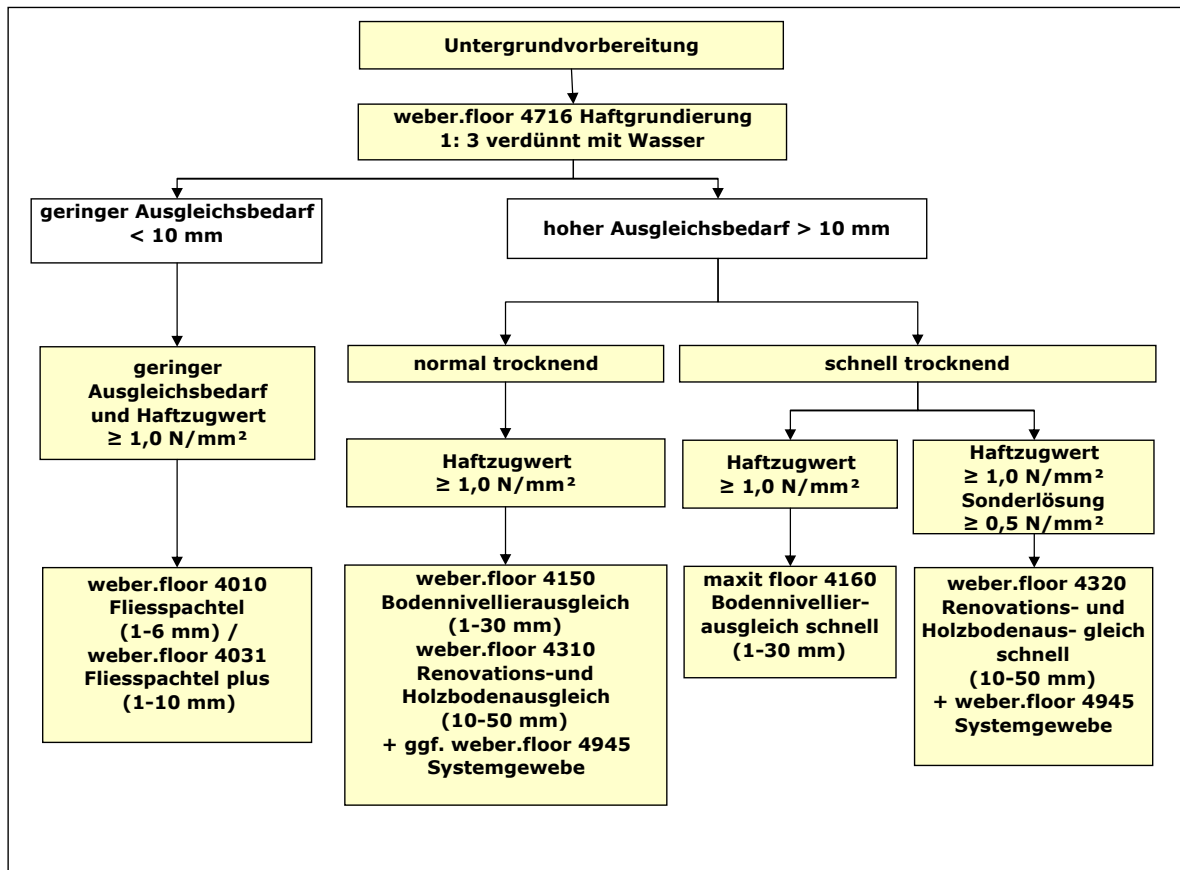 Untergrundvorbereitung
weber.floor 4716 Haftgrundierung
1: 3 verdünnt mit Wasser
geringer Ausgleichsbedarf
< 10 mm
hoher Ausgleichsbedarf > 10 mm
geringer
Ausgleichsbedarf
und Haftzugwert
≥ 1,0 N/mm²
normal trocknend
schnell trocknend
Haftzugwert
≥ 1,0 N/mm²
Haftzugwert
≥ 1,0 N/mm²
Haftzugwert
≥ 1,0 N/mm²
Sonderlösung
≥ 0,5 N/mm²
weber.floor 4010
Fliesspachtel
(1-6 mm) /
weber.floor 4031
Fliesspachtel plus
(1-10 mm)
weber.floor 4150
Bodennivellierausgleich
(1-30 mm)
weber.floor 4310
Renovations-und
Holzbodenausgleich
(10-50 mm)
+ ggf. weber.floor 4945
Systemgewebe
maxit floor 4160
Bodennivellier-
ausgleich schnell
(1-30 mm)
weber.floor 4320
Renovations- und
Holzbodenaus- gleich
schnell
(10-50 mm)
+ weber.floor 4945
Systemgewebe